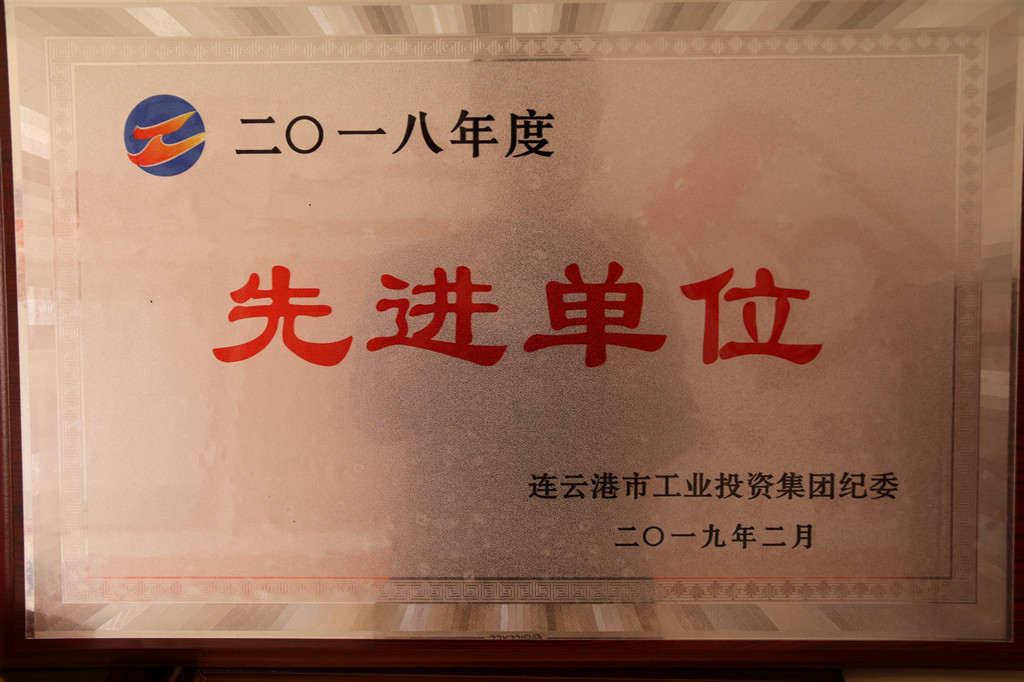 二〇一八年度
先进单位
连云港市工业投资集团纪委
二〇一九年二月